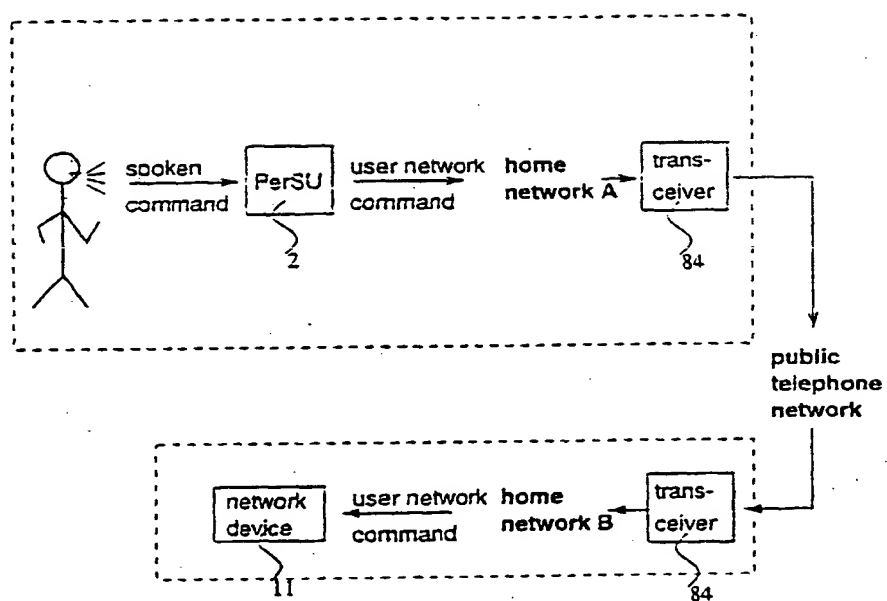 spoken
command
PerSU
2
user network
command
home
network A
trans-
ceiver
84
public
telephone
network
network
device
11
user network
command
home
network B
trans-
ceiver
84